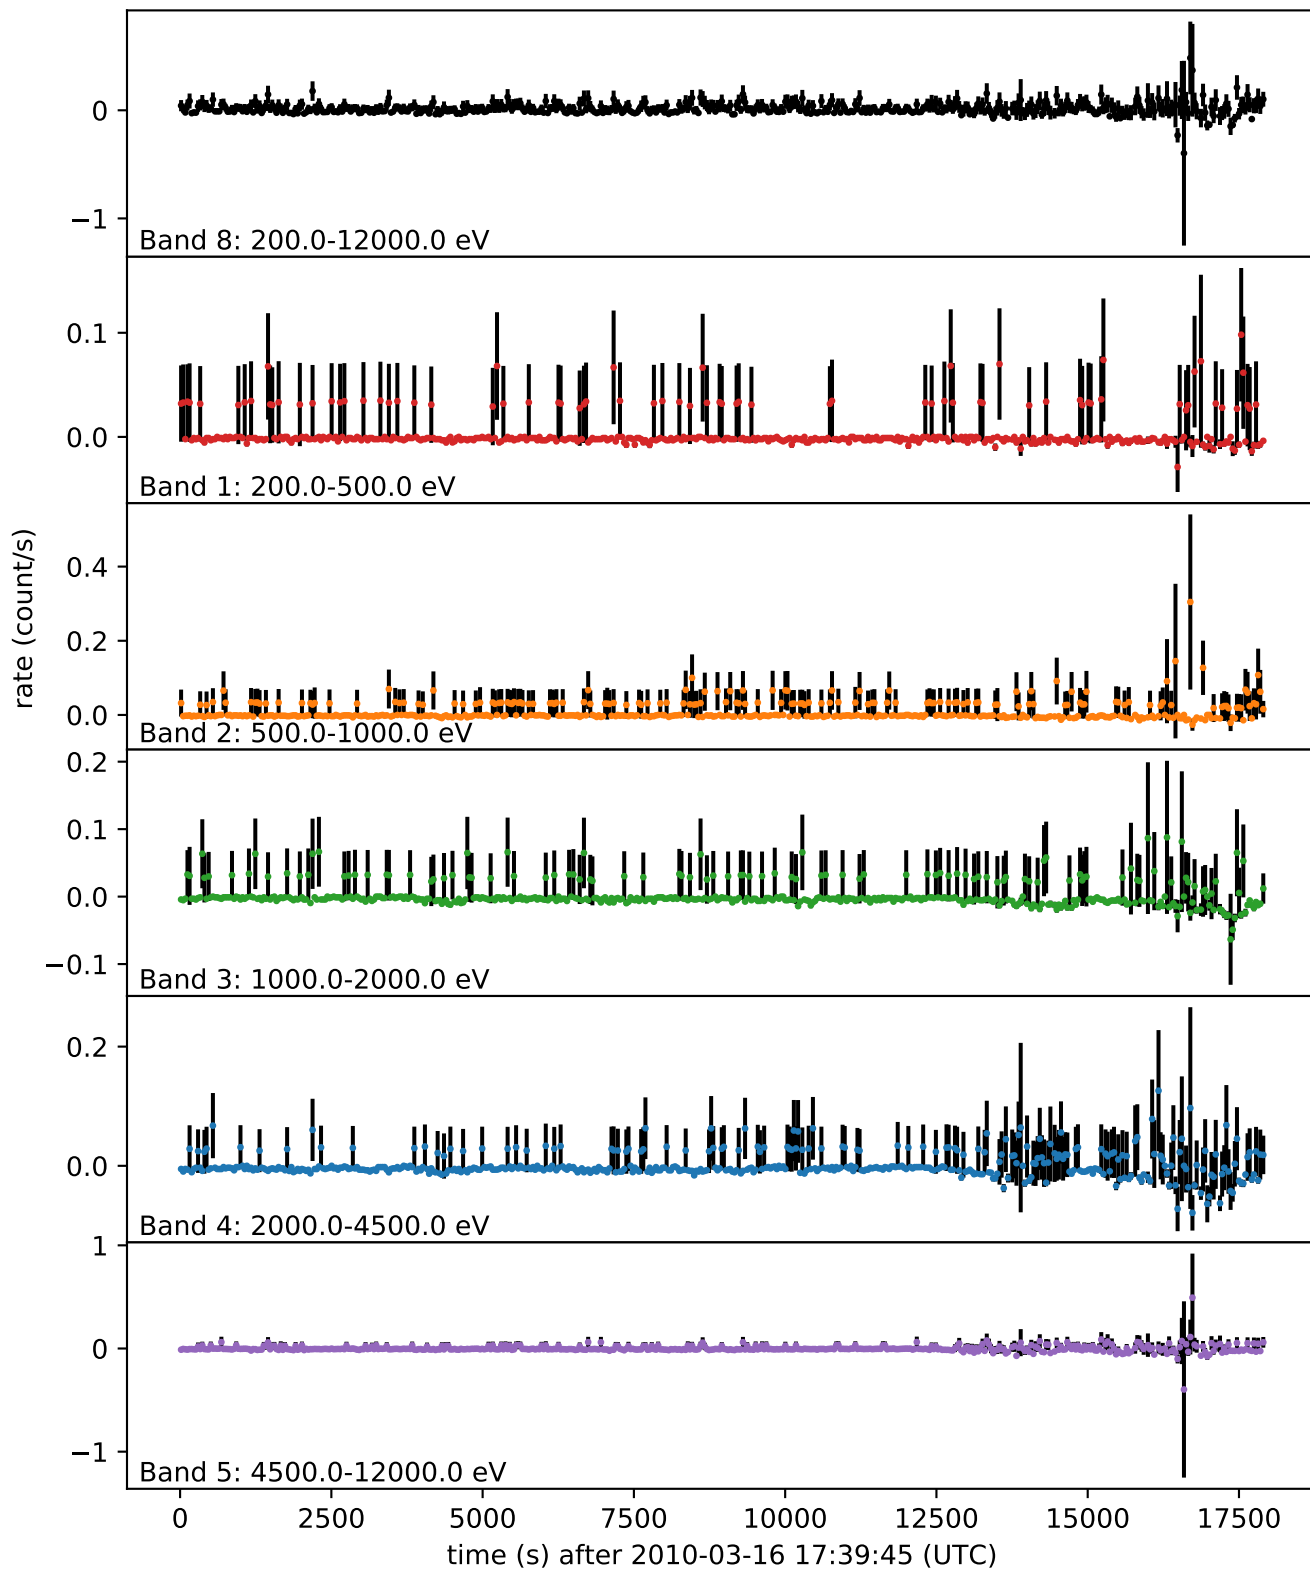 0
−1
Band 8: 200.0-12000.0 eV
0.1
0.0
Band 1: 200.0-500.0 eV
rate (count/s)
0.4
0.2
0.0
Band 2: 500.0-1000.0 eV
0.2
0.1
0.0
−0.1
Band 3: 1000.0-2000.0 eV
0.2
0.0
Band 4: 2000.0-4500.0 eV
1
0
−1
Band 5: 4500.0-12000.0 eV
0 2500 5000 7500 10000 12500 15000 17500
time (s) after 2010-03-16 17:39:45 (UTC)